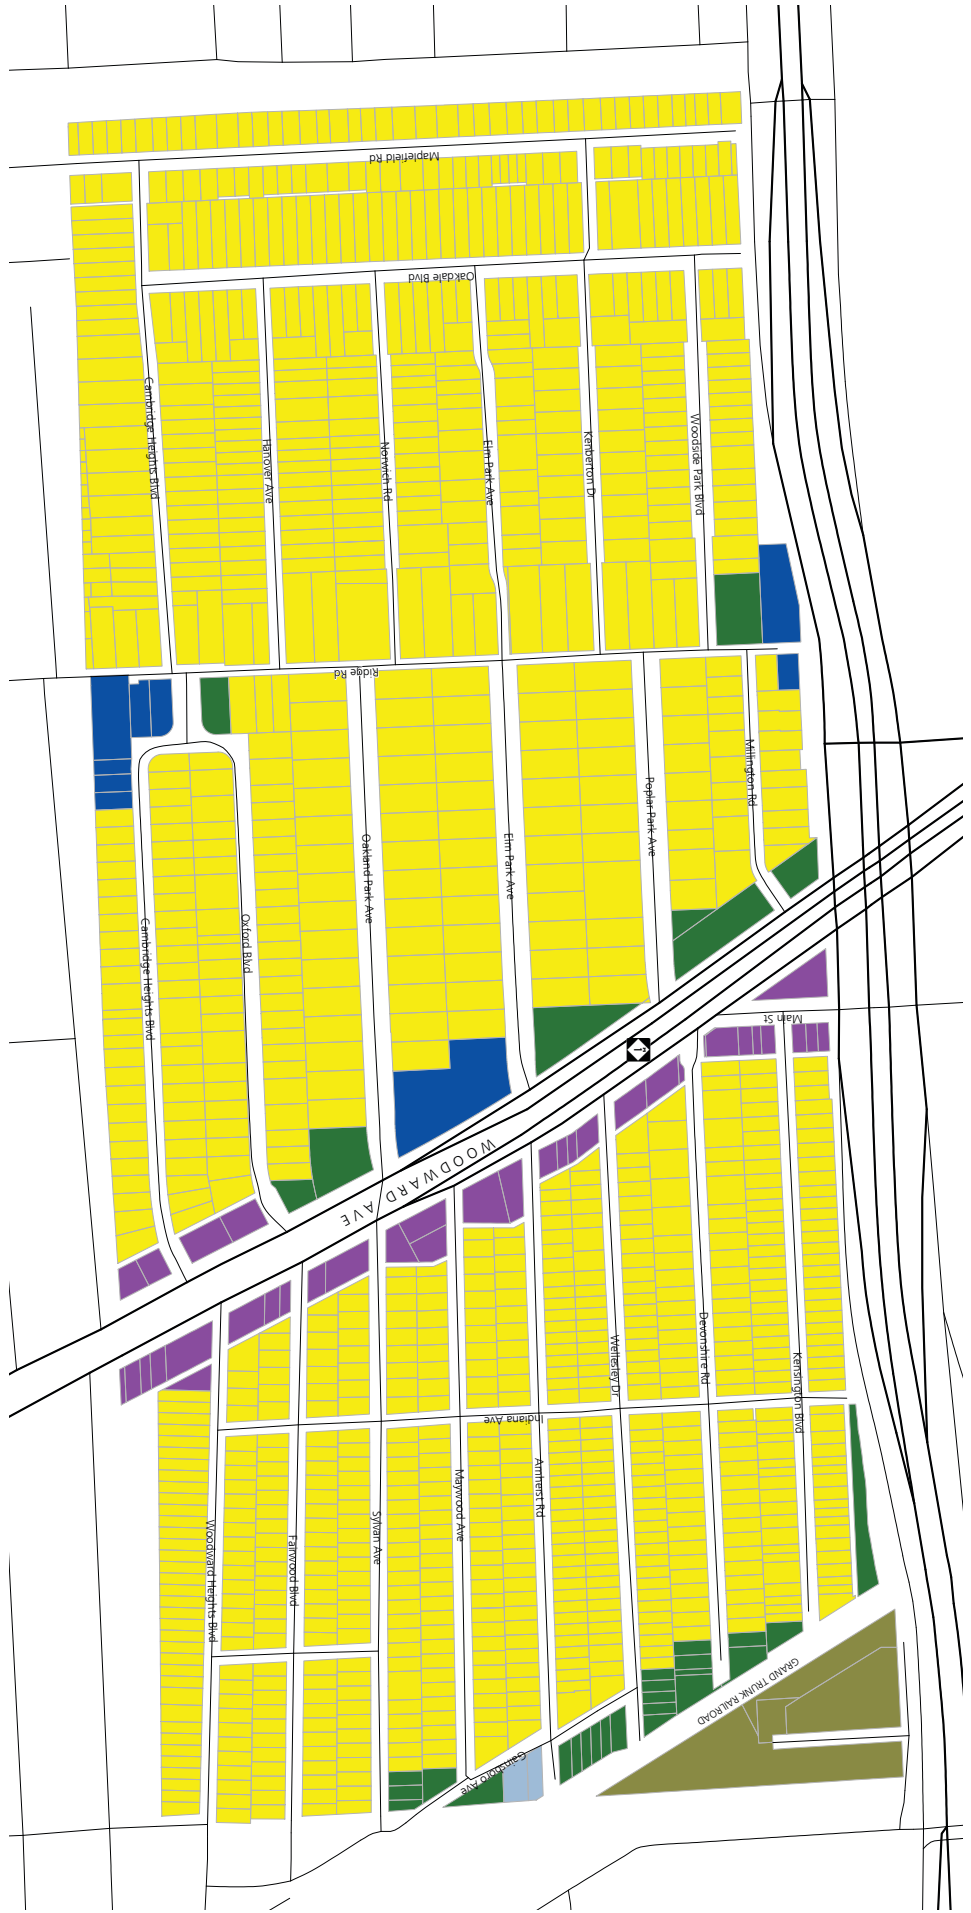 Maplefield Rd
Oakdale Blvd
Cambridge Heights Blvd
Hanover Ave
Norwich Rd
Elm Park Ave
Kenberton Dr
Woodside Park Blvd
Ridge Rd
Cambridge Heights Blvd
Oxford Blvd
Oakland Park Ave
Elm Park Ave
Poplar Park Ave
Millington Rd
Main St
WOODWARD AVE
1
Wellesley Dr
Devonshire Rd
Kensington Blvd
Indiana Ave
Woodward Heights Blvd
Fairwood Blvd
Sylvan Ave
Maywood Ave
Amherst Rd
GRAND TRUNK RAILROAD
Gainsboro Ave